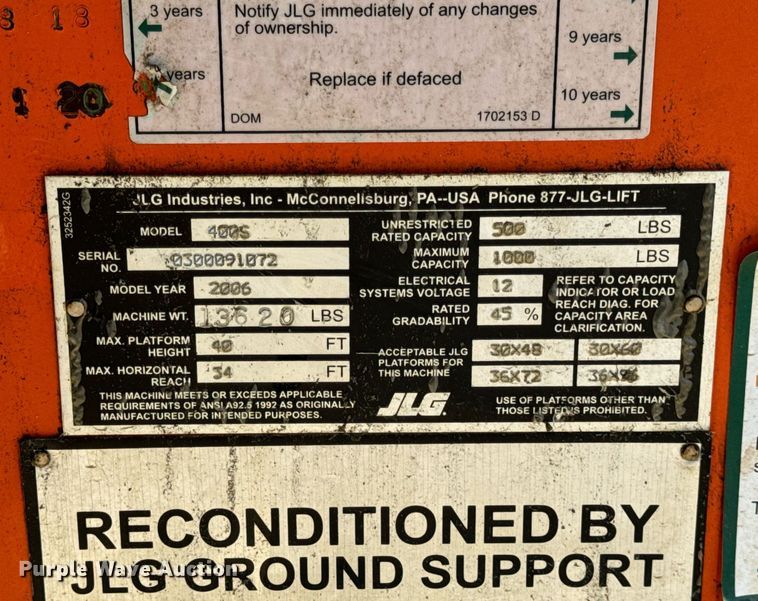 3 years
Notify JLG immediately of any changes
of ownership.
9 years
years
Replace if defaced
10 years
DOM
1702153 D
8 18
20
3252342G
JLG Industries, Inc - McConnellsburg, PA--USA Phone 877-JLG-LIFT
MODEL 400S
SERIAL NO. 0300091072
MODEL YEAR 2006
MACHINE WT. 13620 LBS
MAX. PLATFORM HEIGHT 40 FT
MAX. HORIZONTAL REACH 34 FT
THIS MACHINE MEETS OR EXCEEDS APPLICABLE
REQUIREMENTS OF ANSI A92.5 1992 AS ORIGINALLY
MANUFACTURED FOR INTENDED PURPOSES.
UNRESTRICTED RATED CAPACITY 500 LBS
MAXIMUM CAPACITY 1000 LBS
ELECTRICAL SYSTEMS VOLTAGE 12
RATED GRADABILITY 45 %
REFER TO CAPACITY
INDICATOR OR LOAD
REACH DIAG. FOR
CAPACITY AREA
CLARIFICATION.
ACCEPTABLE JLG
PLATFORMS FOR
THIS MACHINE
30X48 30X60
36X72 36X96
JLG
USE OF PLATFORMS OTHER THAN
THOSE LISTED IS PROHIBITED.
RECONDITIONED BY
JLG GROUND SUPPORT
Purple Wave Auction